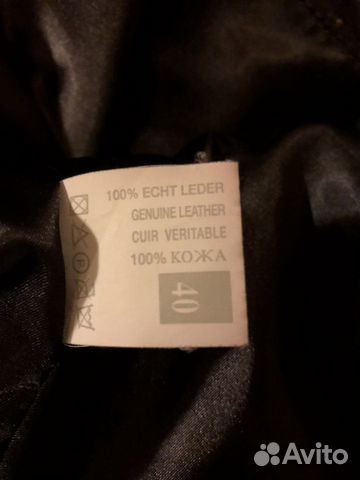 100% ECHT LEDER
GENUINE LEATHER
CUIR VERITABLE
100% КОЖА
40
P
Avito